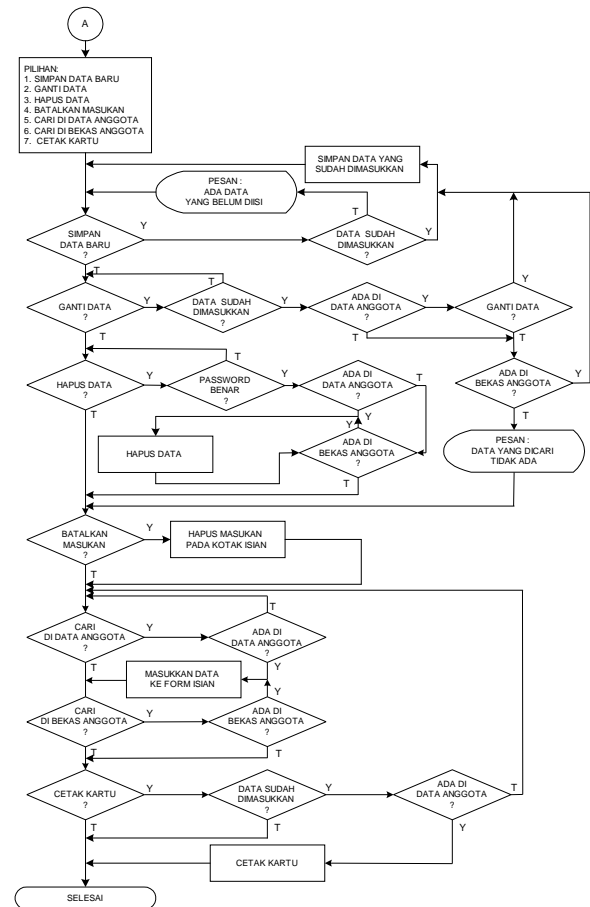 A
PILIHAN:
1. SIMPAN DATA BARU
2. GANTI DATA
3. HAPUS DATA
4. BATALKAN MASUKAN
5. CARI DI DATA ANGGOTA
6. CARI DI BEKAS ANGGOTA
7. CETAK KARTU
SIMPAN DATA YANG
SUDAH DIMASUKKAN
PESAN :
ADA DATA
YANG BELUM DIISI
T
Y
SIMPAN
DATA BARU
?
Y
DATA SUDAH
DIMASUKKAN
?
Y
T
T
GANTI DATA
?
Y
DATA SUDAH
DIMASUKKAN
?
Y
ADA DI
DATA ANGGOTA
?
Y
GANTI DATA
?
T
T
T
T
HAPUS DATA
?
Y
PASSWORD
BENAR
?
Y
ADA DI
DATA ANGGOTA
?
T
ADA DI
BEKAS ANGGOTA
?
Y
T
Y
Y
HAPUS DATA
ADA DI
BEKAS ANGGOTA
?
T
T
PESAN :
DATA YANG DICARI
TIDAK ADA
BATALKAN
MASUKAN
?
Y
HAPUS MASUKAN
PADA KOTAK ISIAN
T
T
CARI
DI DATA ANGGOTA
?
Y
ADA DI
DATA ANGGOTA
?
T
Y
MASUKKAN DATA
KE FORM ISIAN
Y
CARI
DI BEKAS ANGGOTA
?
Y
ADA DI
BEKAS ANGGOTA
?
T
T
CETAK KARTU
?
Y
DATA SUDAH
DIMASUKKAN
?
Y
ADA DI
DATA ANGGOTA
?
T
T
T
Y
CETAK KARTU
SELESAI